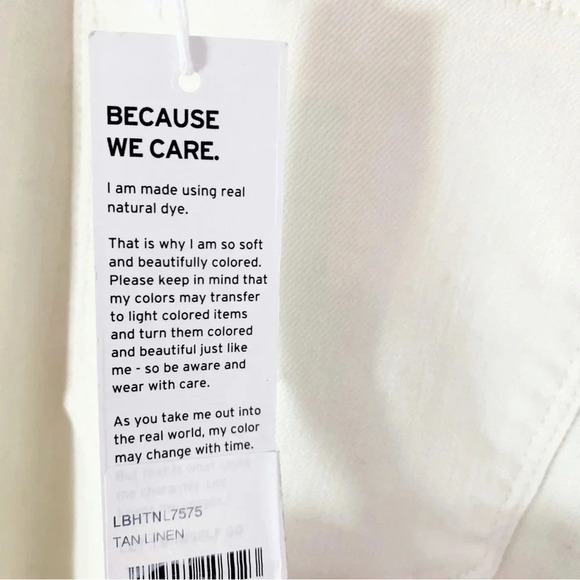 BECAUSE
WE CARE.
I am made using real
natural dye.
That is why I am so soft
and beautifully colored.
Please keep in mind that
my colors may transfer
to light colored items
and turn them colored
and beautiful just like
me - so be aware and
wear with care.
As you take me out into
the real world, my color
may change with time.
LBHTNL7575
TAN LINEN